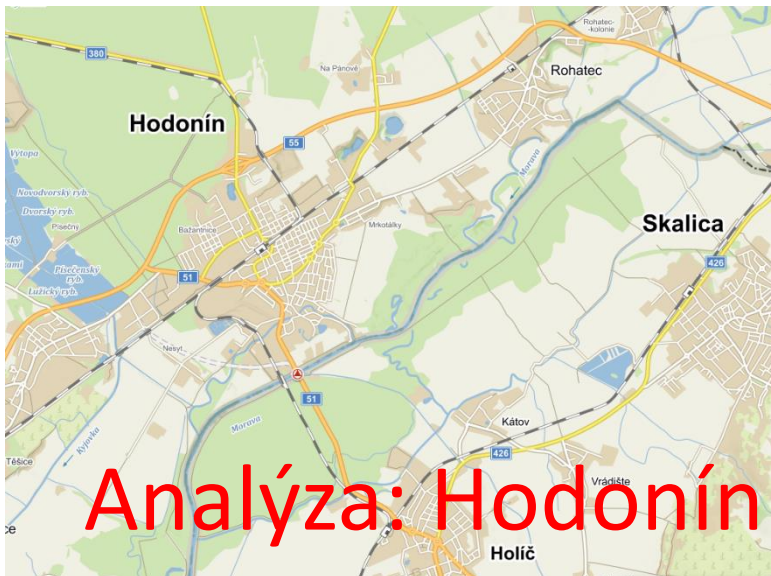 Rohatec-
-kolonie
380
Na Pánově
Rohatec
Hodonín
55
Vytopa
Morava
Novodvorský ryb.
Dvorský ryb.
Písečný
Bažantnice
Mrkotálky
Skalica
426
Písečenský
ryb.
Lužický ryb.
51
Nesyt
51
Morava
Kátov
Kyjovka
426
Těšice
Vrádište
Analýza: Hodonín
Holíč